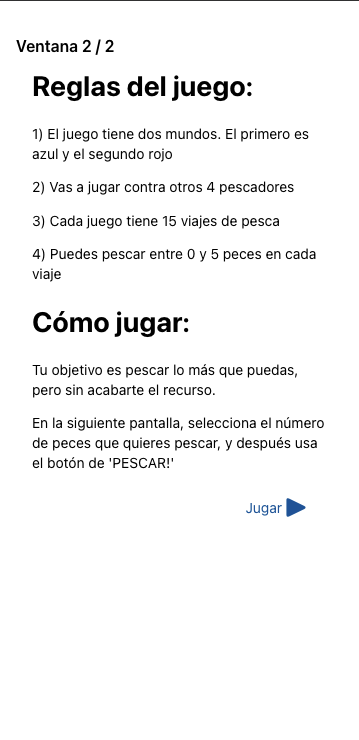 Ventana 2 / 2
Reglas del juego:
1) El juego tiene dos mundos. El primero es
azul y el segundo rojo
2) Vas a jugar contra otros 4 pescadores
3) Cada juego tiene 15 viajes de pesca
4) Puedes pescar entre 0 y 5 peces en cada
viaje
Cómo jugar:
Tu objetivo es pescar lo más que puedas,
pero sin acabarte el recurso.
En la siguiente pantalla, selecciona el número
de peces que quieres pescar, y después usa
el botón de 'PESCAR!'
Jugar